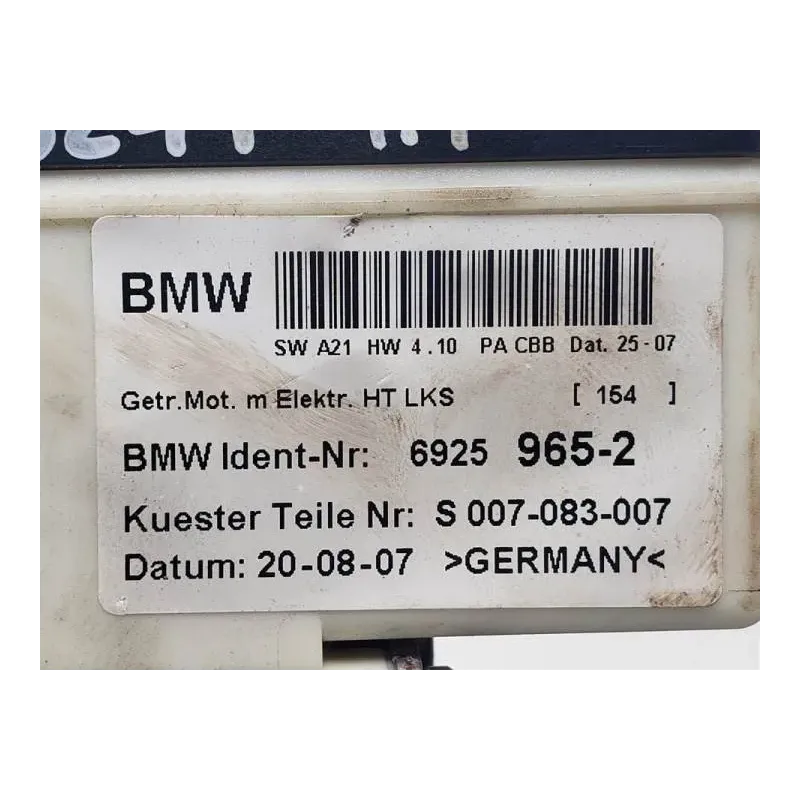 BMW
SW A21 HW 4.10 PA CBB Dat. 25-07
Getr.Mot. m Elektr. HT LKS [ 154 ]
BMW Ident-Nr: 6925 965-2
Kuester Teile Nr: S 007-083-007
Datum: 20-08-07 >GERMANY<